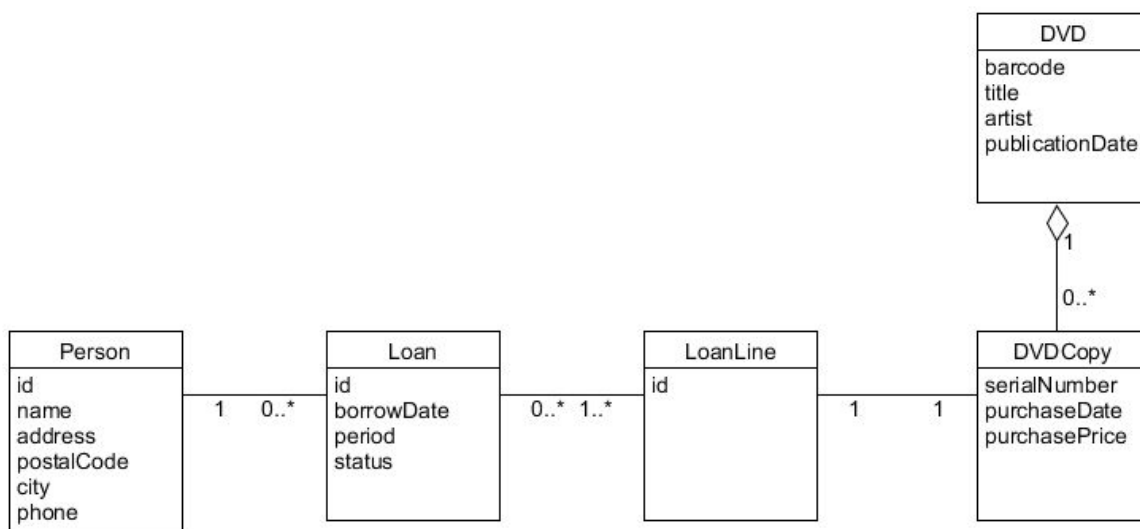 DVD
barcode
title
artist
publicationDate
1
0..*
Person
id
name
address
postalCode
city
phone
1 0..*
Loan
id
borrowDate
period
status
0..* 1..*
LoanLine
id
1 1
DVDCopy
serialNumber
purchaseDate
purchasePrice